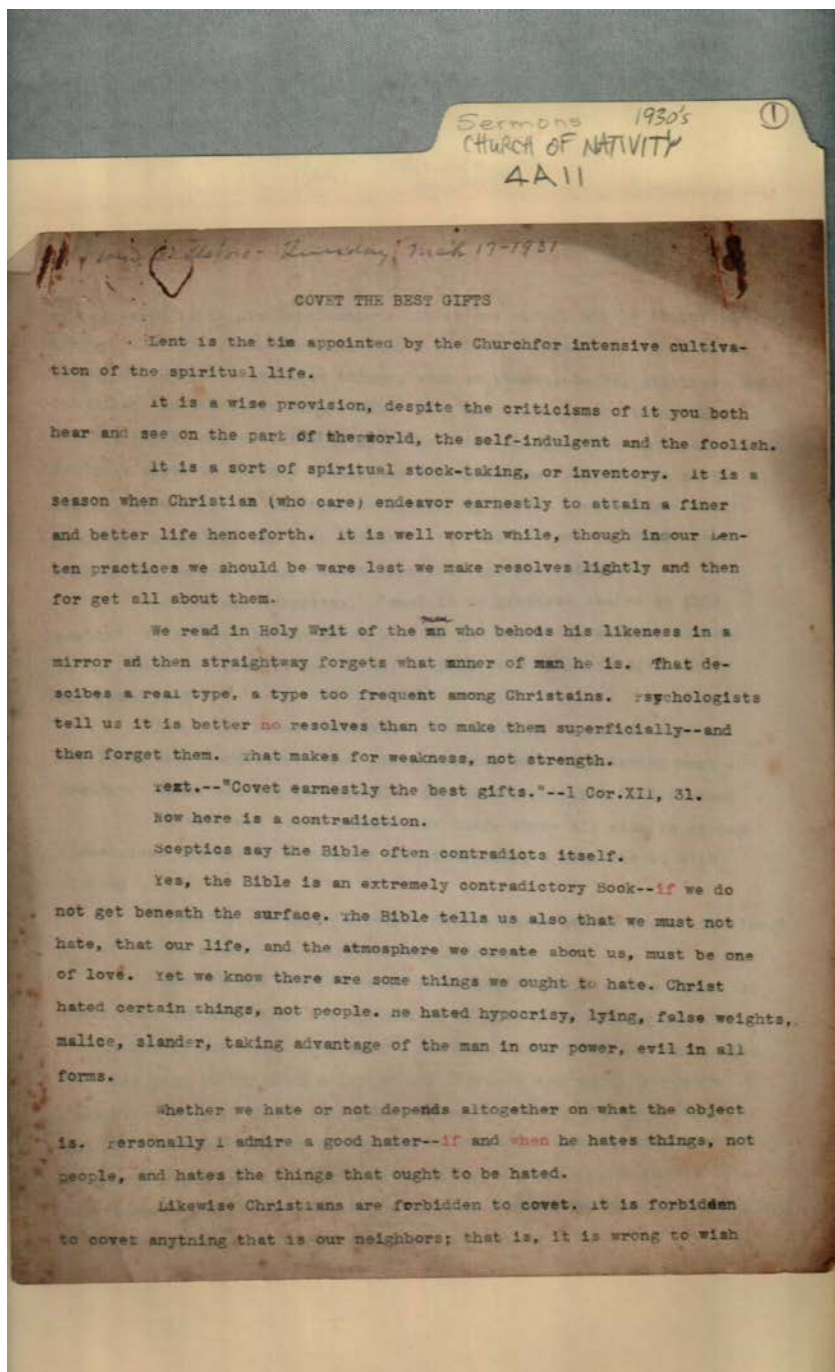 Sermons 1930's ①
CHURCH OF NATIVITY
4A11
Mch 17-1931
COVET THE BEST GIFTS
Lent is the tim appointed by the Churchfor intensive cultiva-
tion of the spiritual life.
It is a wise provision, despite the criticisms of it you both
hear and see on the part of the world, the self-indulgent and the foolish.
It is a sort of spiritual stock-taking, or inventory. It is a
season when Christian (who care) endeavor earnestly to attain a finer
and better life henceforth. It is well worth while, though in our Len-
ten practices we should be ware lest we make resolves lightly and then
for get all about them.
man
We read in Holy Writ of the mn who behods his likeness in a
mirror ad then straightway forgets what mnner of man he is. That de-
scibes a real type, a type too frequent among Christains. Psychologists
tell us it is better no resolves than to make them superficially--and
then forget them. That makes for weakness, not strength.
Text.--"Covet earnestly the best gifts."--1 Cor.XII, 31.
Now here is a contradiction.
Sceptics say the Bible often contradicts itself.
Yes, the Bible is an extremely contradictory Book--if we do
not get beneath the surface. The Bible tells us also that we must not
hate, that our life, and the atmosphere we create about us, must be one
of love. Yet we know there are some things we ought to hate. Christ
hated certain things, not people. He hated hypocrisy, lying, false weights,
malice, slander, taking advantage of the man in our power, evil in all
forms.
Whether we hate or not depends altogether on what the object
is. Personally I admire a good hater--if and when he hates things, not
people, and hates the things that ought to be hated.
Likewise Christians are forbidden to covet. It is forbidden
to covet anytning that is our neighbors; that is, it is wrong to wish